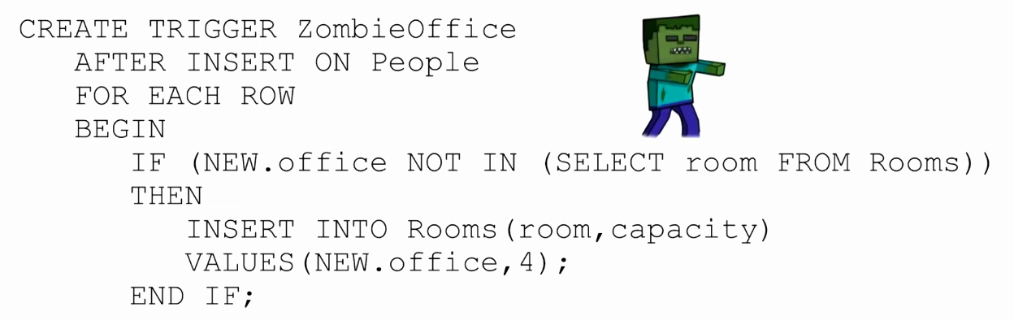 CREATE TRIGGER ZombieOffice
AFTER INSERT ON People
FOR EACH ROW
BEGIN
IF (NEW.office NOT IN (SELECT room FROM Rooms))
THEN
INSERT INTO Rooms(room,capacity)
VALUES(NEW.office,4);
END IF;